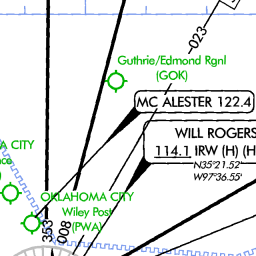 023
Guthrie/Edmond Rgnl
(GOK)
MC ALESTER 122.4
WILL ROGERS
114.1 IRW (H) (H
N35°21.52'
W97°36.55'
A CITY
OKLAHOMA CITY
Wiley Post
(PWA)
353
008